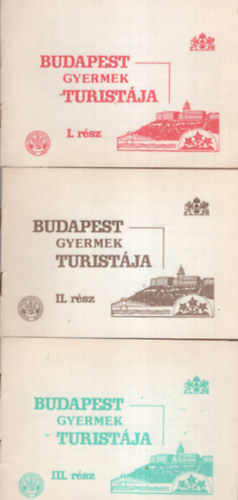 BUDAPEST
GYERMEK
TURISTÁJA
I. rész
BUDAPEST
GYERMEK
TURISTÁJA
II. rész
BUDAPEST
GYERMEK
TURISTÁJA
III. rész